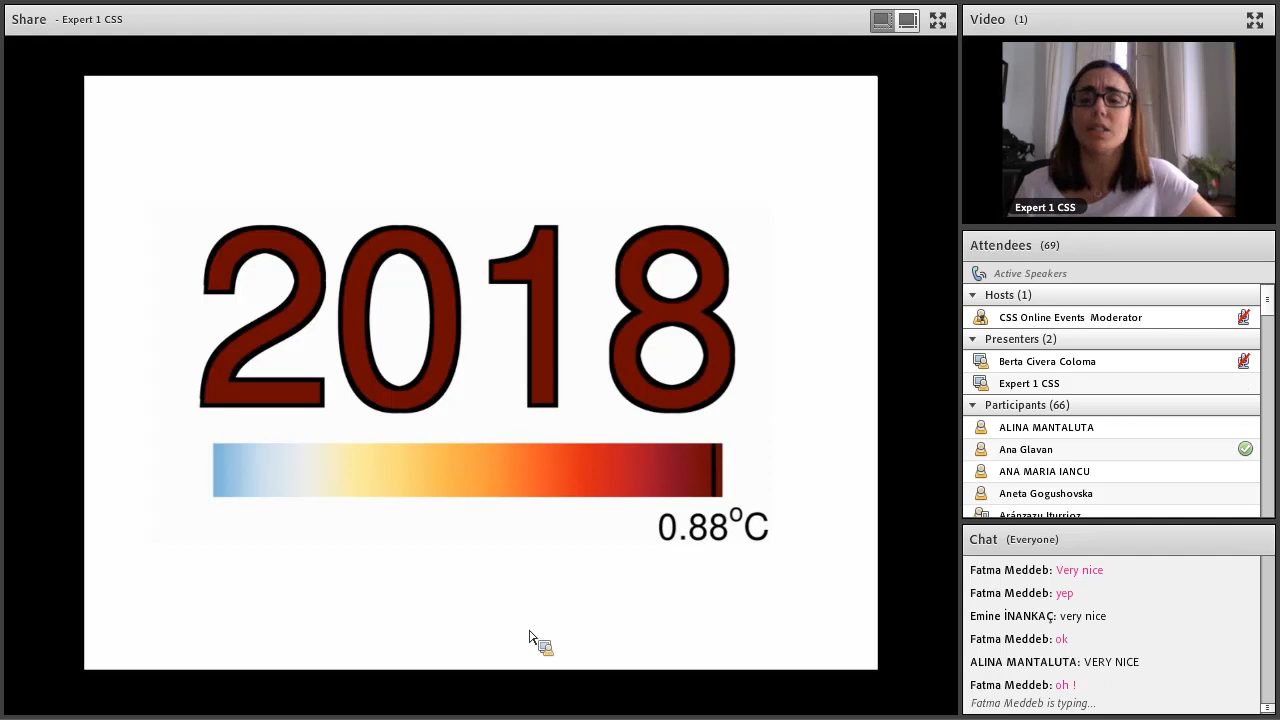 Share - Expert 1 CSS
2018
0.88°C
Video (1)
Expert 1 CSS
Attendees (69)
Active Speakers
Hosts (1)
CSS Online Events Moderator
Presenters (2)
Berta Civera Coloma
Expert 1 CSS
Participants (66)
ALINA MANTALUTA
Ana Glavan
ANA MARIA IANCU
Aneta Gogushovska
Aránzazu Iturrioz
Chat (Everyone)
Fatma Meddeb: Very nice
Fatma Meddeb: yep
Emine İNANKAÇ: very nice
Fatma Meddeb: ok
ALINA MANTALUTA: VERY NICE
Fatma Meddeb: oh !
Fatma Meddeb is typing...